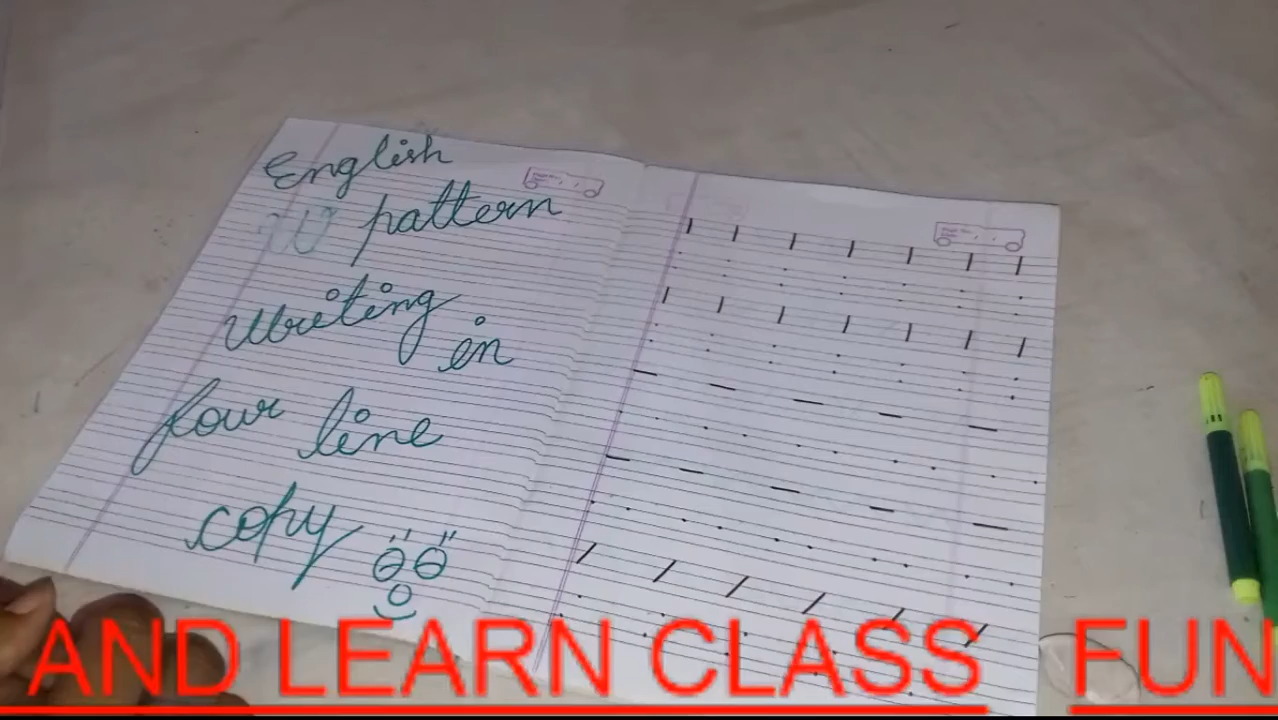 English
pattern
Writing
in
four line
copy
AND LEARN CLASS FUN